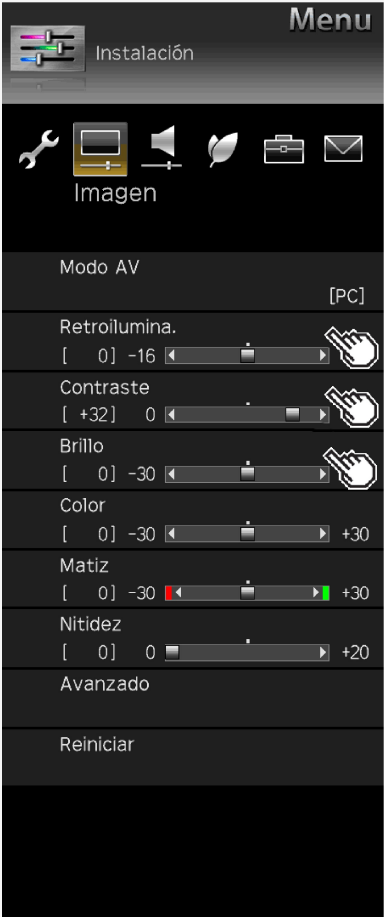 Menu
Instalación
Imagen
Modo AV
[PC]
Retroilumina.
[ 0] -16
Contraste
[ +32] 0
Brillo
[ 0] -30
Color
[ 0] -30 +30
Matiz
[ 0] -30 +30
Nitidez
[ 0] 0 +20
Avanzado
Reiniciar